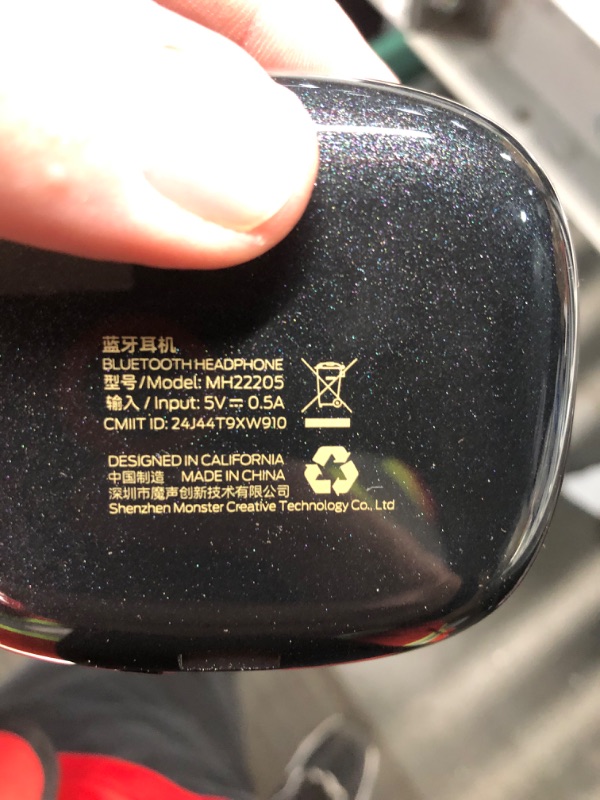 蓝牙耳机
BLUETOOTH HEADPHONE
型号/Model: MH22205
输入/Input: 5V⎓0.5A
CMIIT ID: 24J44T9XW910
DESIGNED IN CALIFORNIA
中国制造 MADE IN CHINA
深圳市魔声创新技术有限公司
Shenzhen Monster Creative Technology Co., Ltd